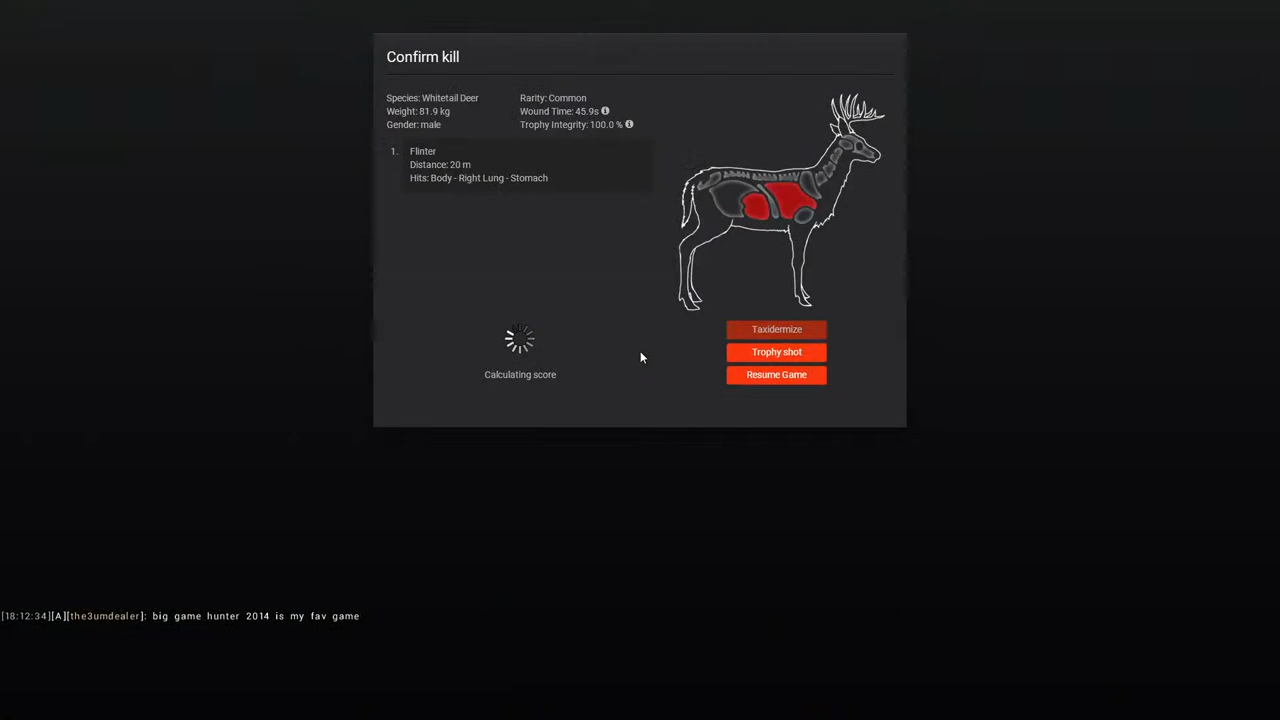 Confirm kill
Species: Whitetail Deer
Weight: 81.9 kg
Gender: male
Rarity: Common
Wound Time: 45.9s
Trophy Integrity: 100.0 %
1. Flinter
Distance: 20 m
Hits: Body - Right Lung - Stomach
Calculating score
Taxidermize
Trophy shot
Resume Game
[18:12:34][A][the3umdealer]: big game hunter 2014 is my fav game